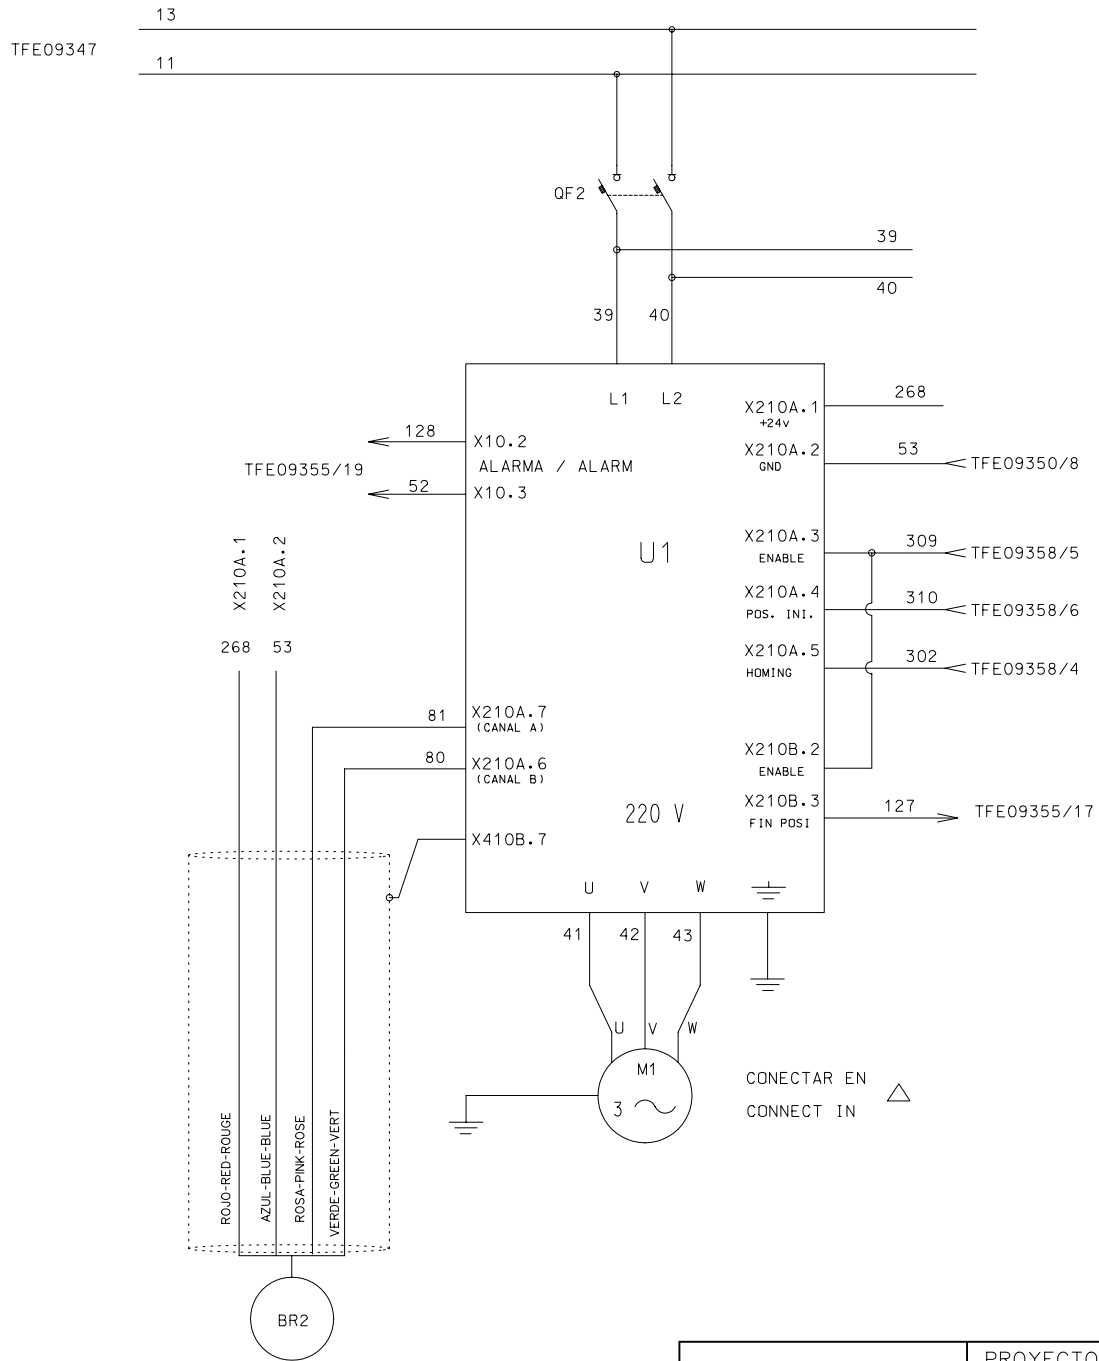 13
TFE09347
11
QF2
39
40
39
40
L1 L2
X210A.1
+24v
268
128
X10.2
X210A.2
GND
53
TFE09350/8
TFE09355/19
ALARMA / ALARM
52
X10.3
X210A.1
X210A.2
U1
X210A.3
ENABLE
309
TFE09358/5
X210A.4
POS. INI.
310
TFE09358/6
268 53
X210A.5
HOMING
302
TFE09358/4
81
X210A.7
(CANAL A)
80
X210A.6
(CANAL B)
X210B.2
ENABLE
220 V
X210B.3
FIN POSI
127
TFE09355/17
X410B.7
U V W
41 42 43
U V W
M1
3
CONECTAR EN
CONNECT IN
ROJO-RED-ROUGE
AZUL-BLUE-BLUE
ROSA-PINK-ROSE
VERDE-GREEN-VERT
BR2
PROYECTO